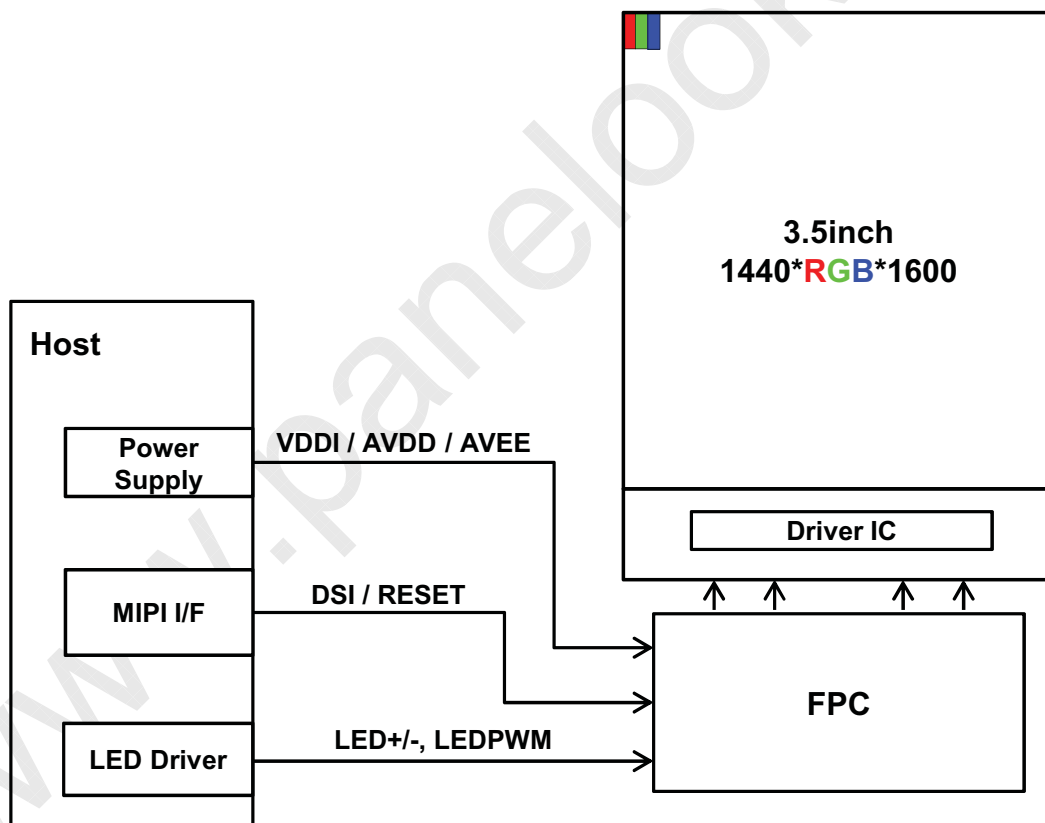 3.5inch
1440*RGB*1600
Host
Power
Supply
VDDI / AVDD / AVEE
Driver IC
MIPI I/F
DSI / RESET
FPC
LED Driver
LED+/-, LEDPWM
www.panelook